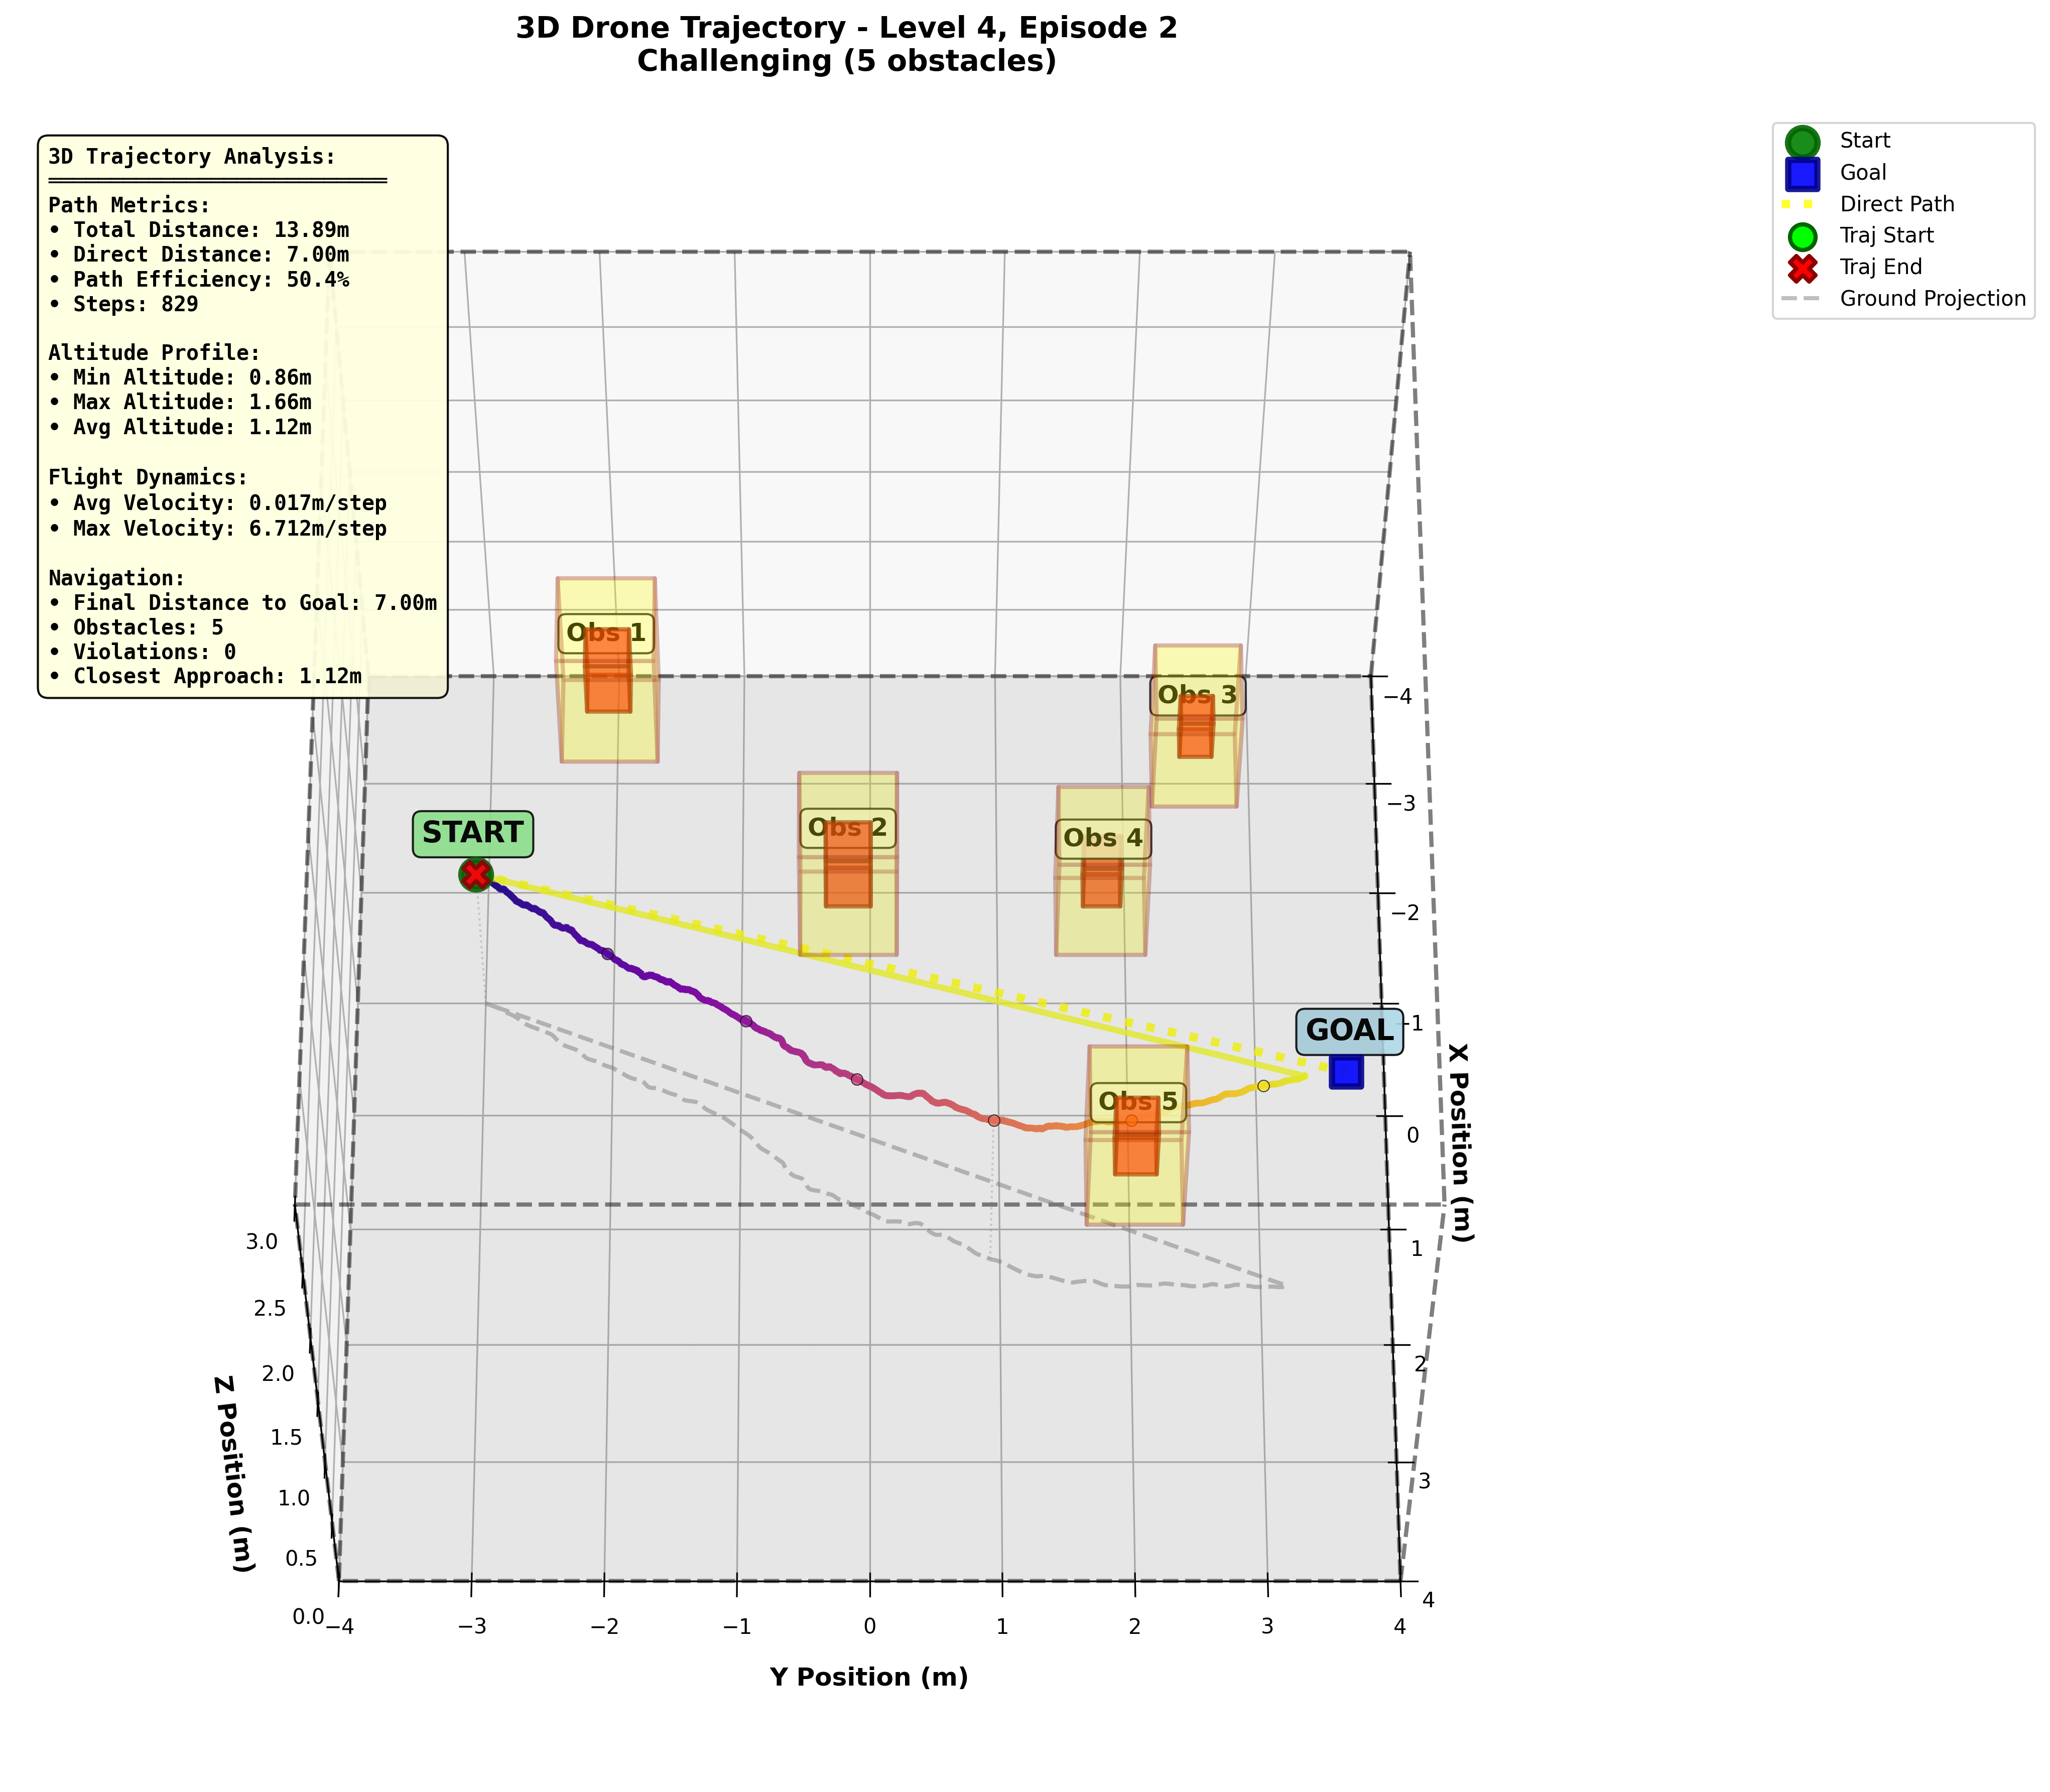 3D Drone Trajectory - Level 4, Episode 2
Challenging (5 obstacles)
3D Trajectory Analysis:
Path Metrics:
• Total Distance: 13.89m
• Direct Distance: 7.00m
• Path Efficiency: 50.4%
• Steps: 829
Altitude Profile:
• Min Altitude: 0.86m
• Max Altitude: 1.66m
• Avg Altitude: 1.12m
Flight Dynamics:
• Avg Velocity: 0.017m/step
• Max Velocity: 6.712m/step
Navigation:
• Final Distance to Goal: 7.00m
• Obstacles: 5
• Violations: 0
• Closest Approach: 1.12m
Start
Goal
Direct Path
Traj Start
Traj End
Ground Projection
Obs 1
Obs 3
Obs 2
Obs 4
START
GOAL
Obs 5
−4
−3
−2
−1
0
1
2
3
4
X Position (m)
3.0
2.5
2.0
1.5
1.0
0.5
0.0
Z Position (m)
−4
−3
−2
−1
0
1
2
3
4
Y Position (m)